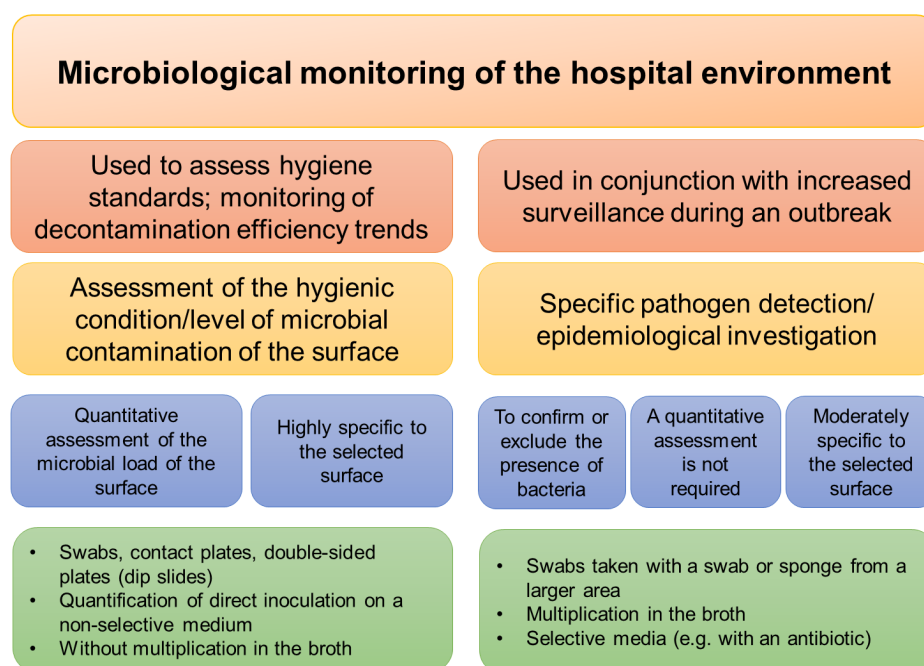 Microbiological monitoring of the hospital environment
Used to assess hygiene
standards; monitoring of
decontamination efficiency trends
Used in conjunction with increased
surveillance during an outbreak
Assessment of the hygienic
condition/level of microbial
contamination of the surface
Specific pathogen detection/
epidemiological investigation
Quantitative
assessment of the
microbial load of the
surface
Highly specific to
the selected
surface
To confirm or
exclude the
presence of
bacteria
A quantitative
assessment
is not
required
Moderately
specific to
the selected
surface
• Swabs, contact plates, double-sided
plates (dip slides)
• Quantification of direct inoculation on a
non-selective medium
• Without multiplication in the broth
• Swabs taken with a swab or sponge from a
larger area
• Multiplication in the broth
• Selective media (e.g. with an antibiotic)